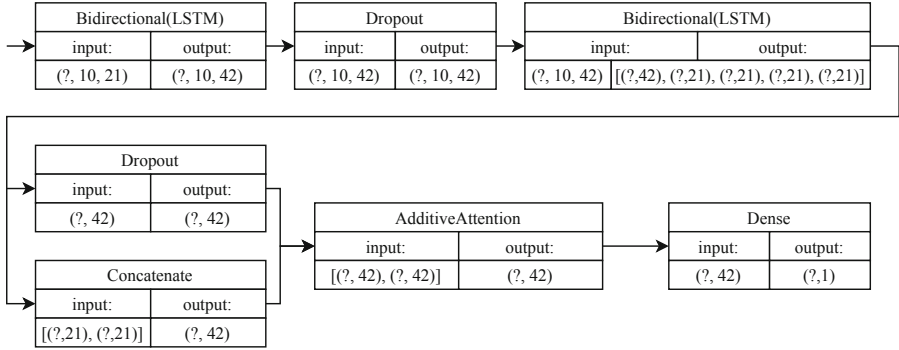 Bidirectional(LSTM)
input: output:
(?, 10, 21) (?, 10, 42)
Dropout
input: output:
(?, 10, 42) (?, 10, 42)
Bidirectional(LSTM)
input: output:
(?, 10, 42) [(?,42), (?,21), (?,21), (?,21), (?,21)]
Dropout
input: output:
(?, 42) (?, 42)
Concatenate
input: output:
[(?,21), (?,21)] (?, 42)
AdditiveAttention
input: output:
[(?, 42), (?, 42)] (?, 42)
Dense
input: output:
(?, 42) (?,1)